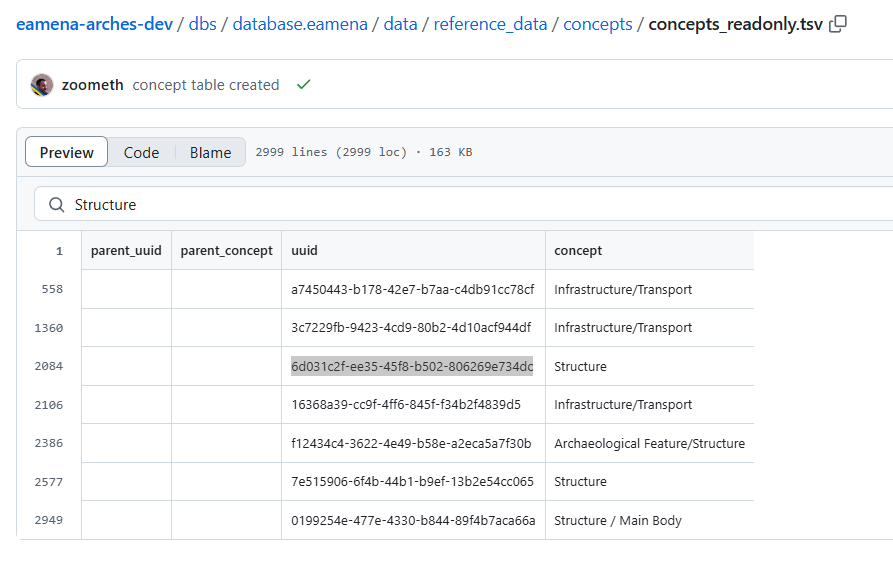 eamena-arches-dev / dbs / database.eamena / data / reference_data / concepts / concepts_readonly.tsv
zoometh concept table created
Preview Code Blame 2999 lines (2999 loc) · 163 KB
Structure
1 parent_uuid parent_concept uuid concept
558 a7450443-b178-42e7-b7aa-c4db91cc78cf Infrastructure/Transport
1360 3c7229fb-9423-4cd9-80b2-4d10acf944df Infrastructure/Transport
2084 6d031c2f-ee35-45f8-b502-806269e734dc Structure
2106 16368a39-cc9f-4ff6-845f-f34b2f4839d5 Infrastructure/Transport
2386 f12434c4-3622-4e49-b58e-a2eca5a7f30b Archaeological Feature/Structure
2577 7e515906-6f4b-44b1-b9ef-13b2e54cc065 Structure
2949 0199254e-477e-4330-b844-89f4b7aca66a Structure / Main Body